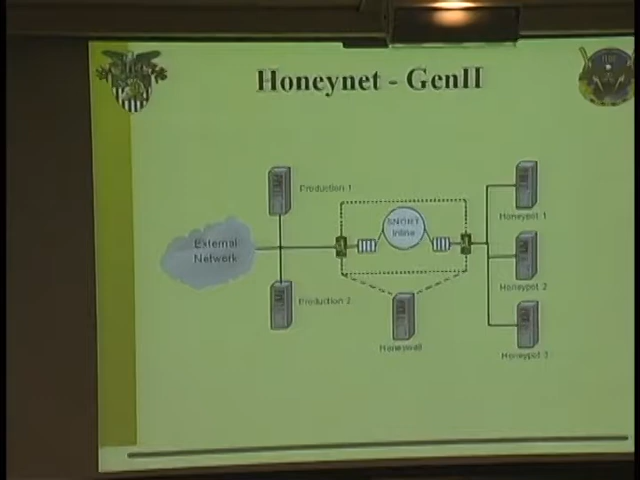 Honeynet - GenII
Production 1
External
Network
SNORT
Inline
Production 2
Honeywall
Honeypot 1
Honeypot 2
Honeypot 3